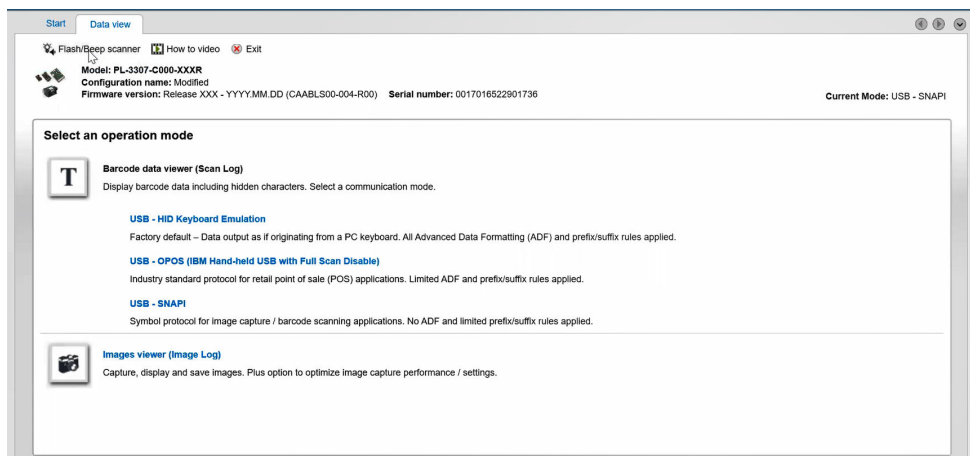 Start Data view
Flash/Beep scanner How to video Exit
Model: PL-3307-C000-XXXR
Configuration name: Modified
Firmware version: Release XXX - YYYY.MM.DD (CAABLS00-004-R00) Serial number: 0017016522901736
Current Mode: USB - SNAPI
Select an operation mode
T
Barcode data viewer (Scan Log)
Display barcode data including hidden characters. Select a communication mode.
USB - HID Keyboard Emulation
Factory default – Data output as if originating from a PC keyboard. All Advanced Data Formatting (ADF) and prefix/suffix rules applied.
USB - OPOS (IBM Hand-held USB with Full Scan Disable)
Industry standard protocol for retail point of sale (POS) applications. Limited ADF and prefix/suffix rules applied.
USB - SNAPI
Symbol protocol for image capture / barcode scanning applications. No ADF and limited prefix/suffix rules applied.
Images viewer (Image Log)
Capture, display and save images. Plus option to optimize image capture performance / settings.